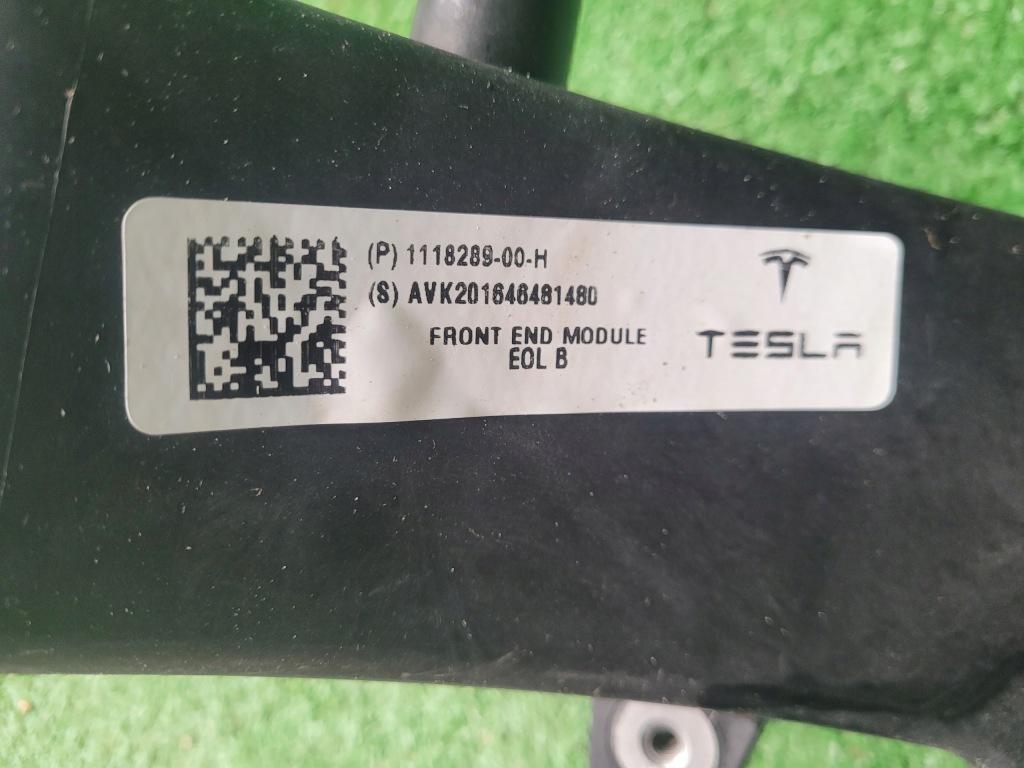 (P) 1118289-00-H
(S) AVK201646481480
FRONT END MODULE
EOL B
TESLA